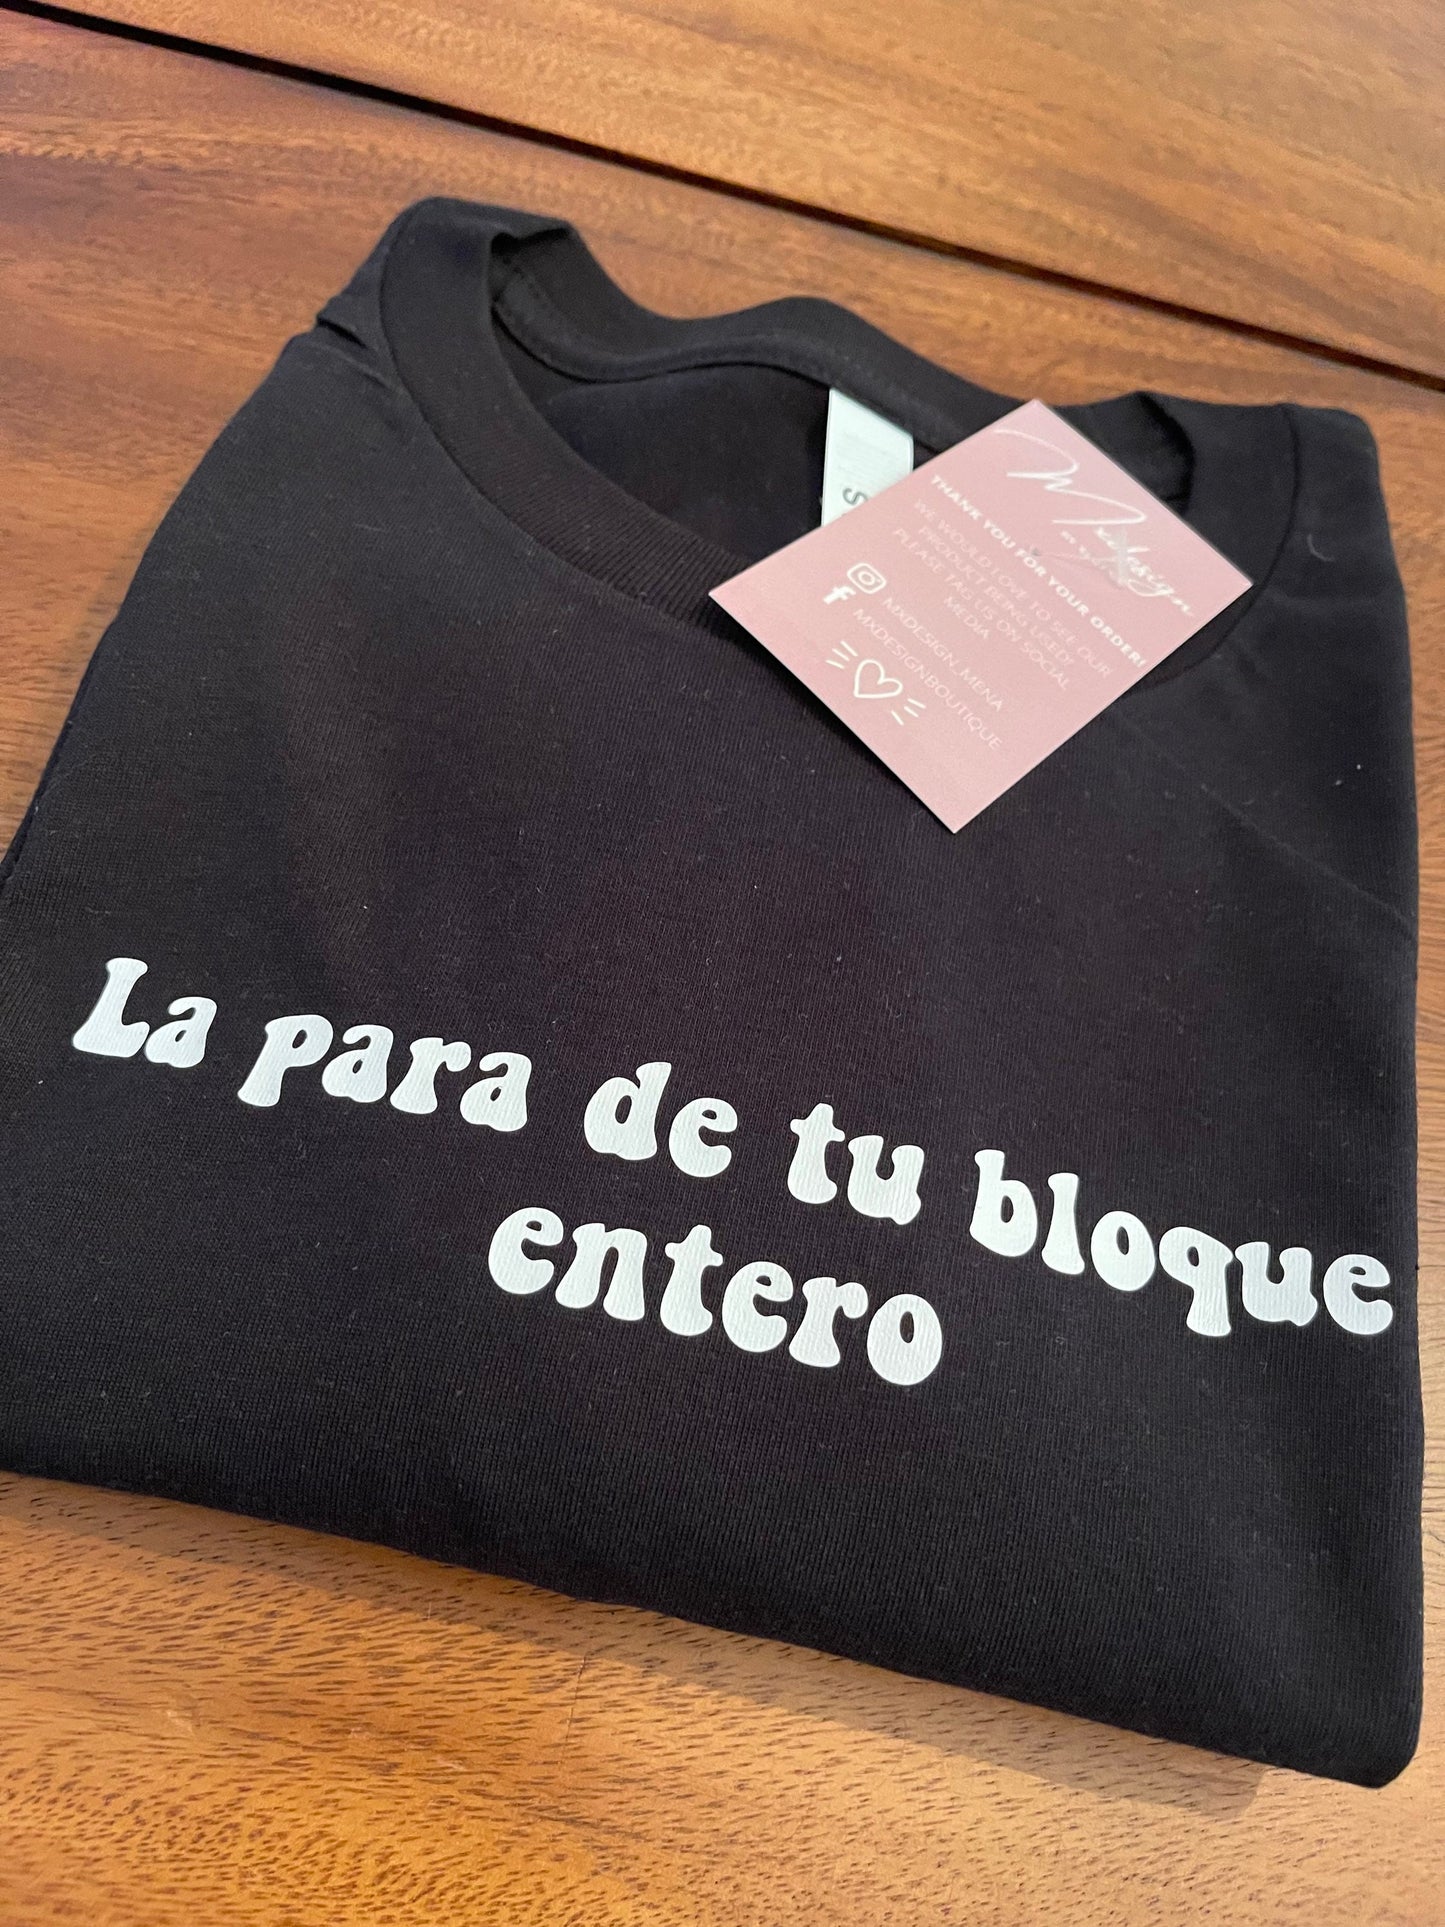 Mxdesign
THANK YOU FOR YOUR ORDER!
WE WOULD LOVE TO SEE OUR
PRODUCT BEING USED!
PLEASE TAG US ON SOCIAL
MEDIA
MXDESIGN_MENA
MXDESIGNBOUTIQUE
S
La para de tu bloque
entero